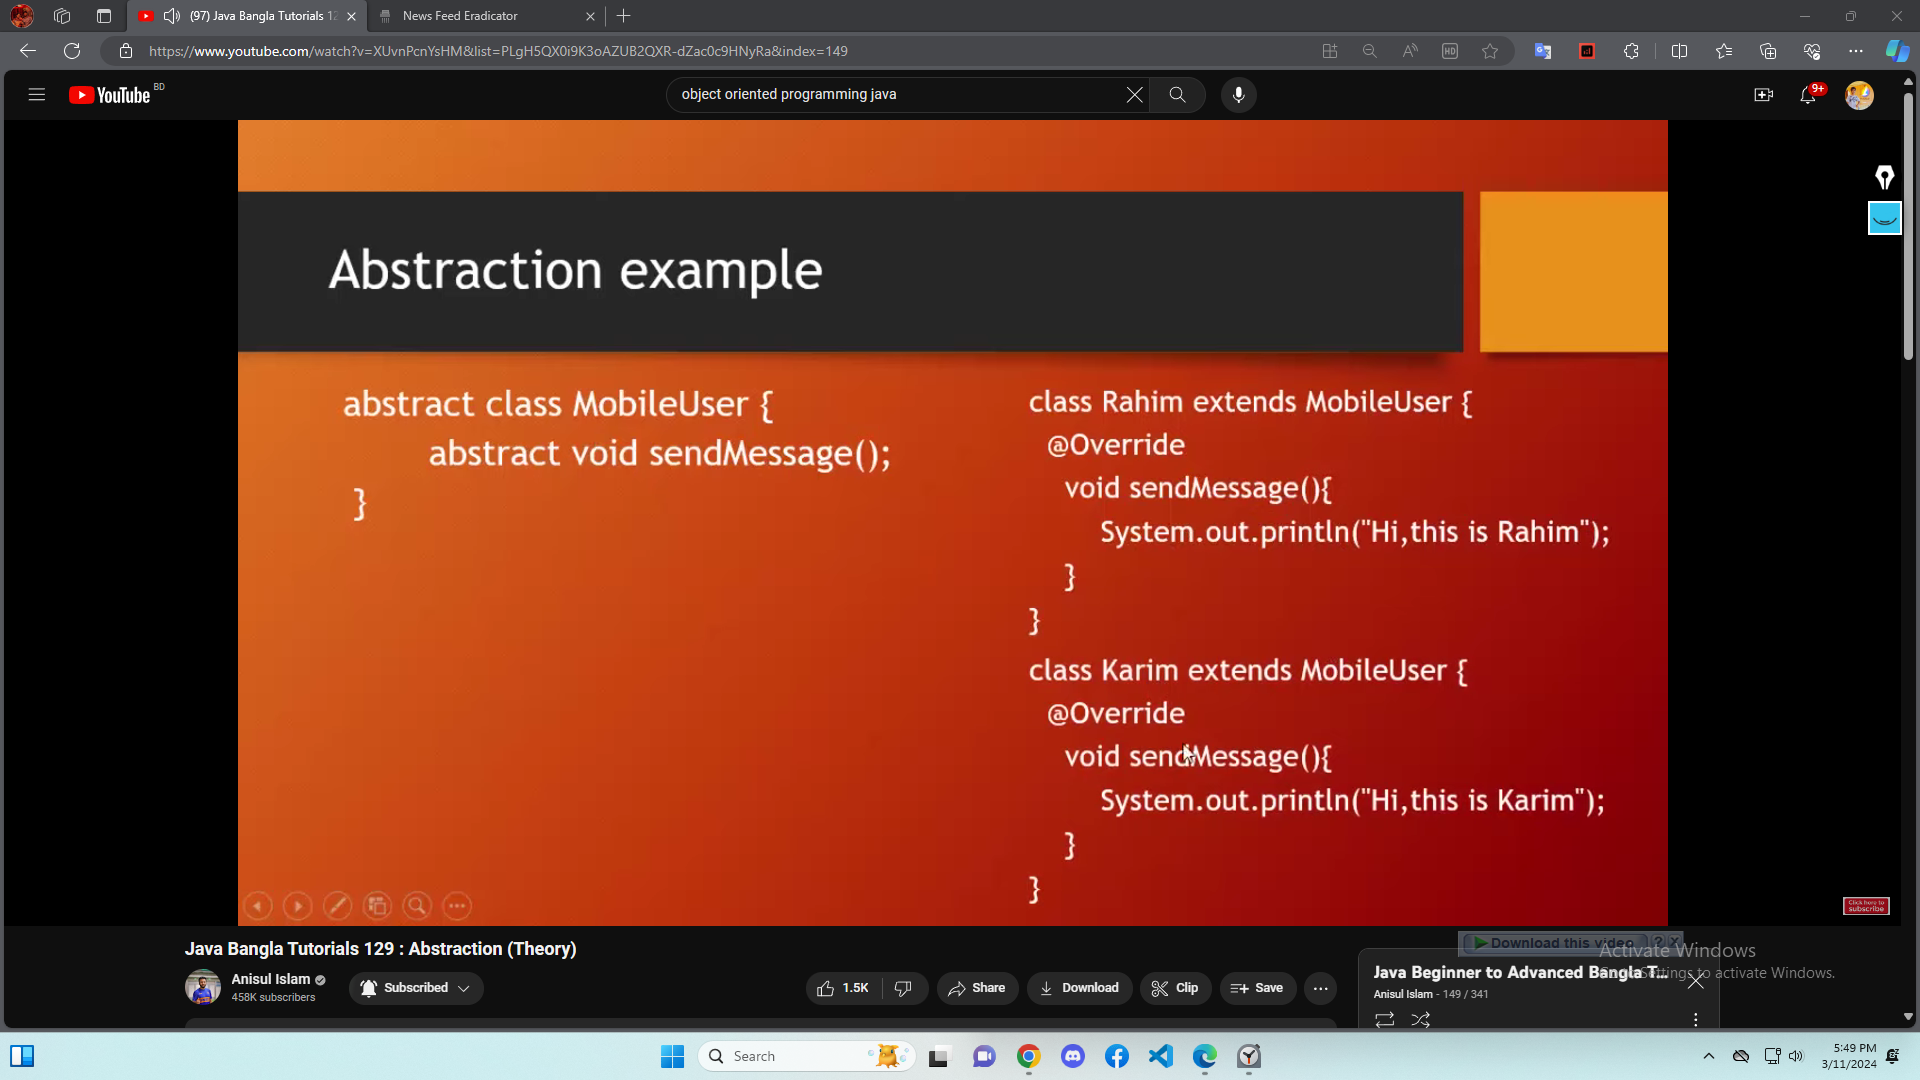 (97) Java Bangla Tutorials 12
News Feed Eradicator
https://www.youtube.com/watch?v=XUvnPcnYsHM&list=PLgH5QX0i9K3oAZUB2QXR-dZac0c9HNyRa&index=149
YouTube BD
object oriented programming java
9+
Abstraction example
abstract class MobileUser {
abstract void sendMessage();
}
class Rahim extends MobileUser {
@Override
void sendMessage(){
System.out.println("Hi,this is Rahim");
}
}
class Karim extends MobileUser {
@Override
void sendMessage(){
System.out.println("Hi,this is Karim");
}
}
Click here to
subscribe
Java Bangla Tutorials 129 : Abstraction (Theory)
Anisul Islam
458K subscribers
Subscribed
1.5K
Share
Download
Clip
Save
Download this video ? X
Activate Windows
Java Beginner to Advanced Bangla T...
to activate Windows.
Anisul Islam - 149 / 341
Search
5:49 PM
3/11/2024